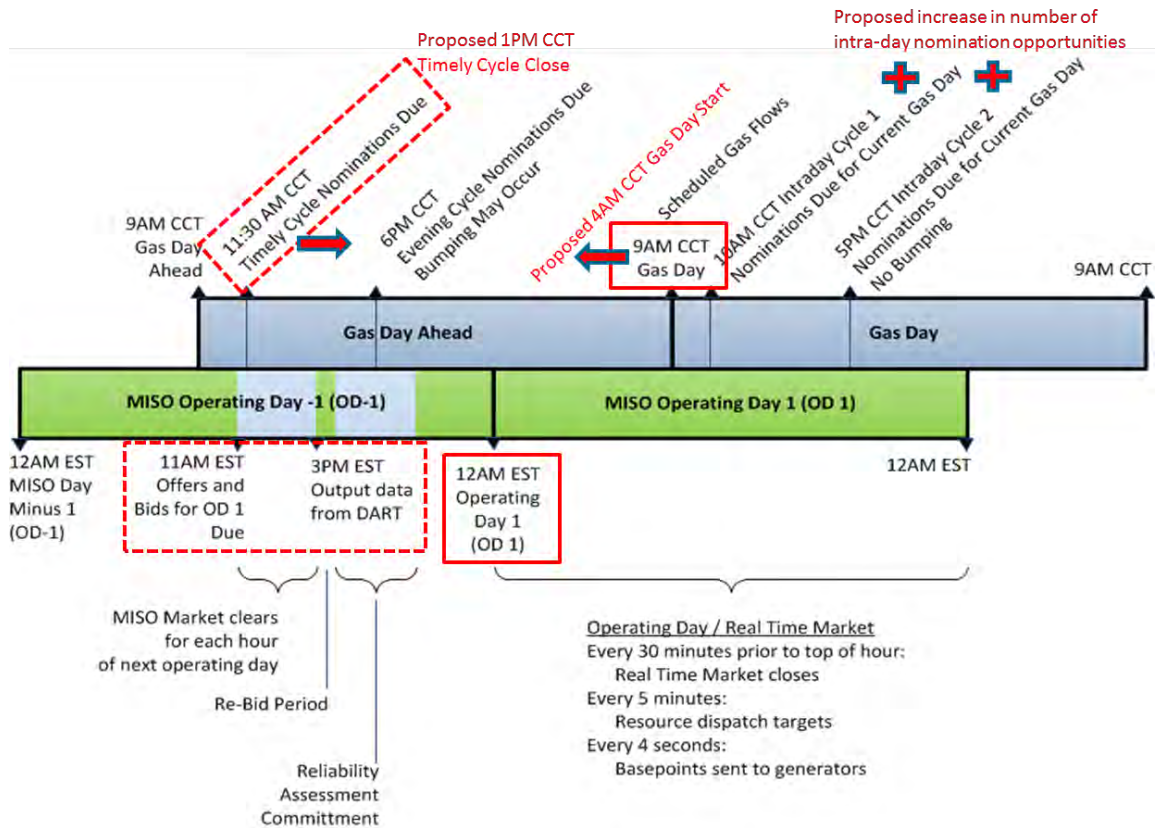 Proposed increase in number of
intra-day nomination opportunities
Proposed 1PM CCT
Timely Cycle Close
9AM CCT
Gas Day
Ahead
11:30 AM CCT
Timely Cycle Nominations Due
6PM CCT
Evening Cycle Nominations Due
Bumping May Occur
Proposed 4AM CCT Gas Day Start
Scheduled Gas Flows
9AM CCT
Gas Day
10AM CCT Intraday Cycle 1
Nominations Due for Current Gas Day
5PM CCT Intraday Cycle 2
Nominations Due for Current Gas Day
No Bumping
9AM CCT
Gas Day Ahead
Gas Day
MISO Operating Day -1 (OD-1)
MISO Operating Day 1 (OD 1)
12AM EST
MISO Day
Minus 1
(OD-1)
11AM EST
Offers and
Bids for OD 1
Due
3PM EST
Output data
from DART
12AM EST
Operating
Day 1
(OD 1)
12AM EST
MISO Market clears
for each hour
of next operating day
Re-Bid Period
Reliability
Assessment
Committment
Operating Day / Real Time Market
Every 30 minutes prior to top of hour:
Real Time Market closes
Every 5 minutes:
Resource dispatch targets
Every 4 seconds:
Basepoints sent to generators